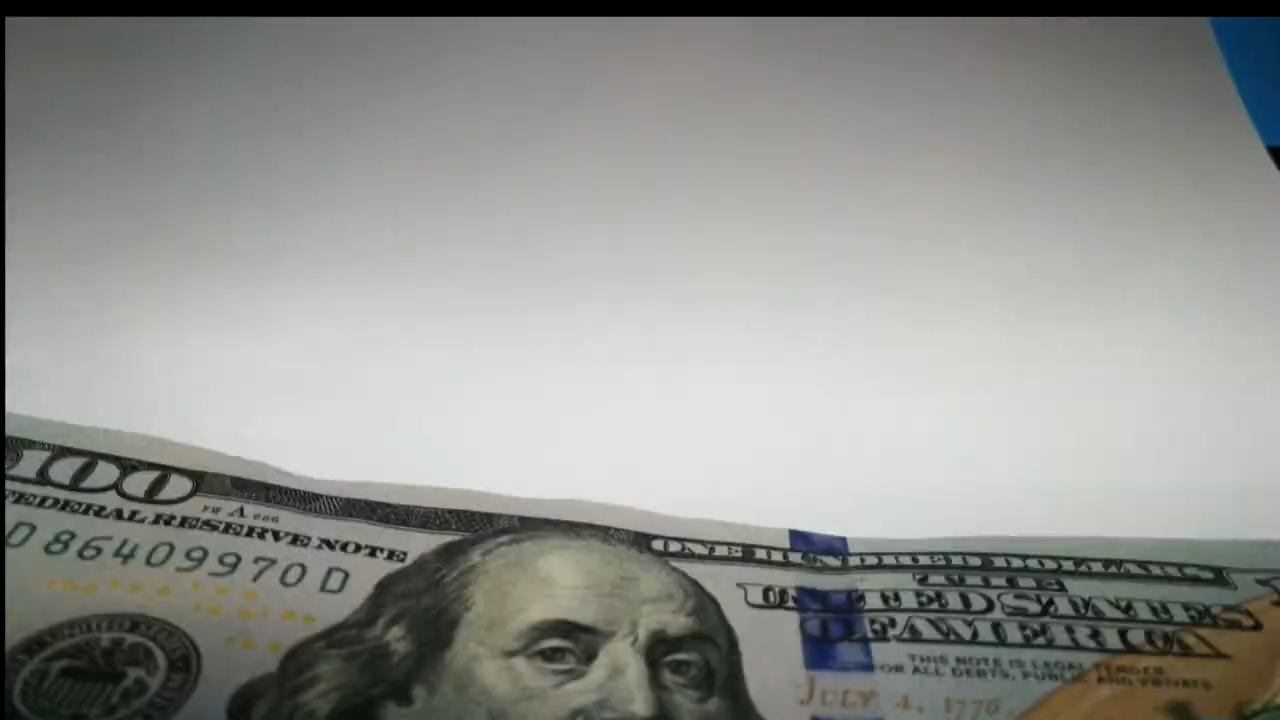 100
FW A
FEDERAL RESERVE NOTE
D 86409970 D
ONE HUNDRED DOLLARS
THE
UNITED STATES
OF AMERICA
THIS NOTE IS LEGAL TENDER
FOR ALL DEBTS, PUBLIC AND PRIVATE
JULY 4, 1776